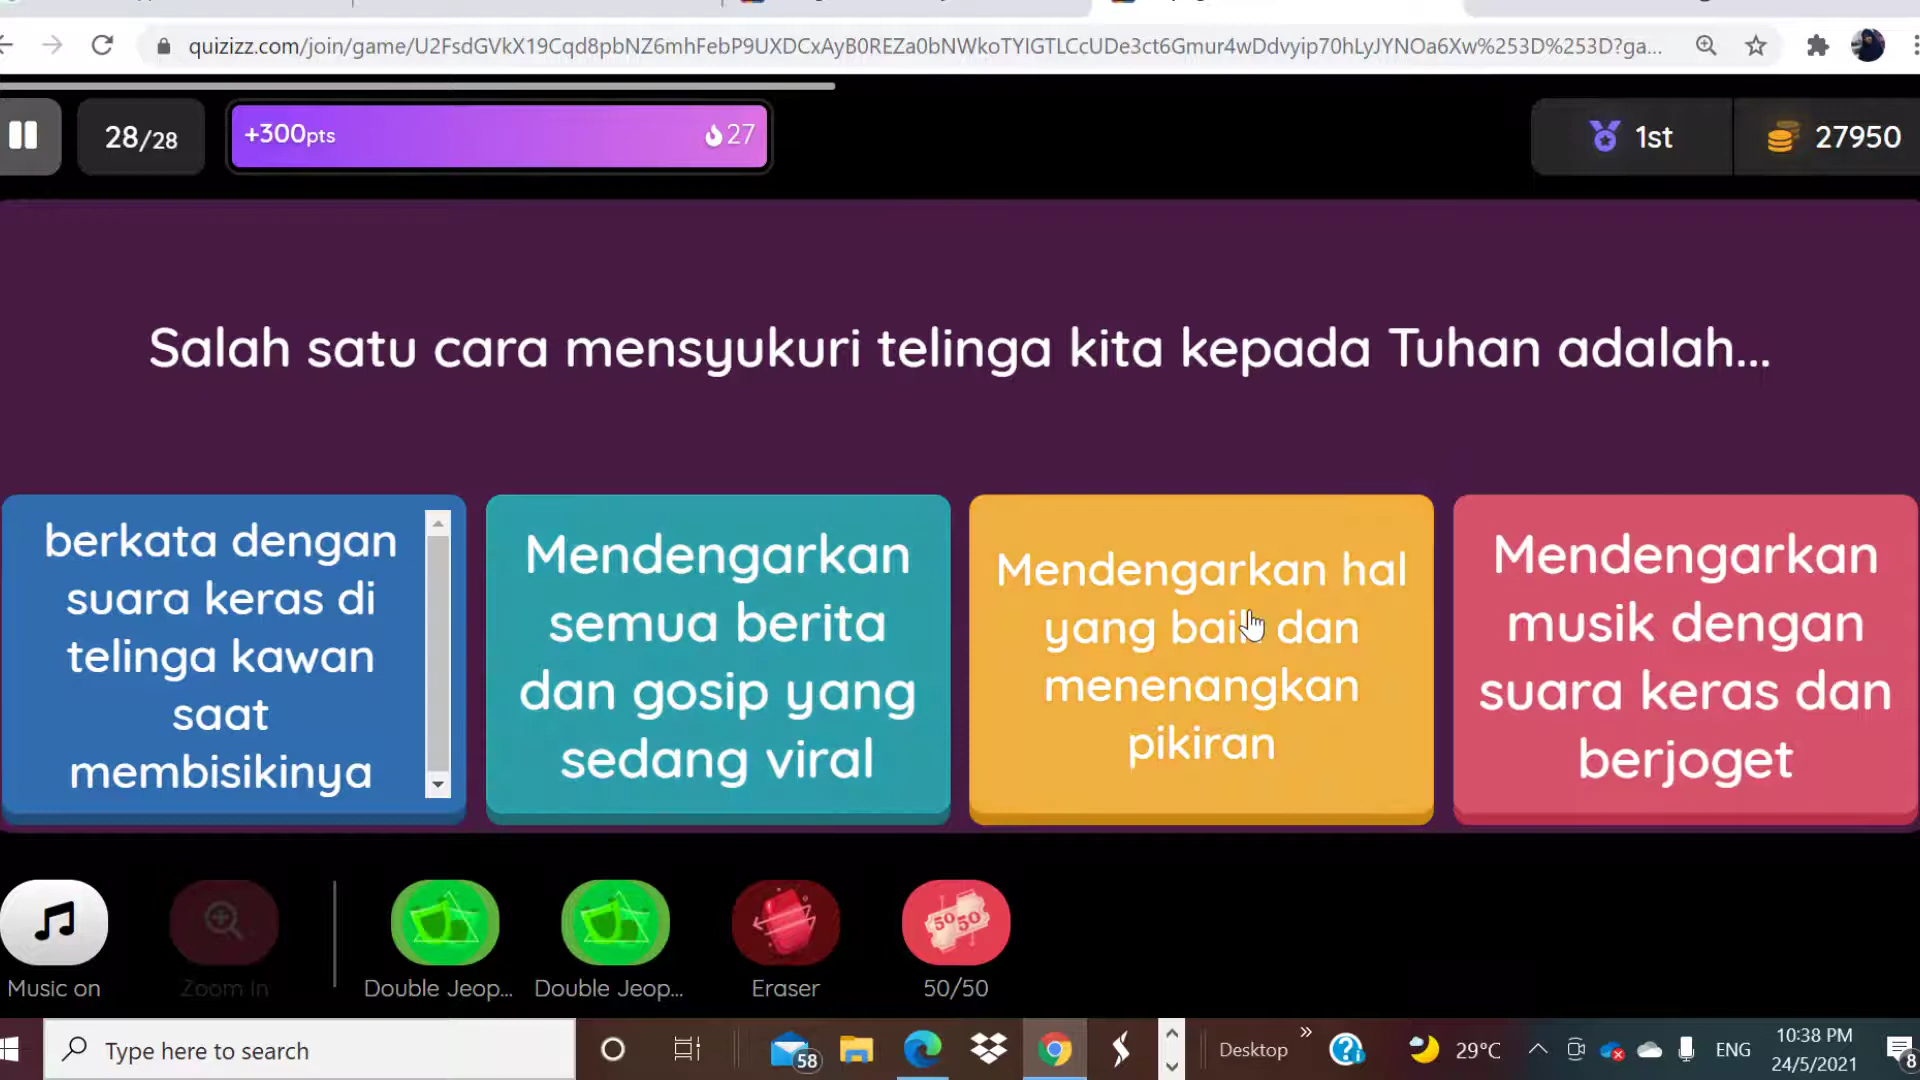 quizizz.com/join/game/U2FsdGVkX19Cqd8pbNZ6mhFebP9UXDCxAyB0REZa0bNWkoTYlGTLCcUDe3ct6Gmur4wDdvyip70hLyJYNOa6Xw%253D%253D?ga...
28/28
+300pts
27
1st
27950
Salah satu cara mensyukuri telinga kita kepada Tuhan adalah...
berkata dengan
suara keras di
telinga kawan
saat
membisikinya
Mendengarkan
semua berita
dan gosip yang
sedang viral
Mendengarkan hal
yang baik dan
menenangkan
pikiran
Mendengarkan
musik dengan
suara keras dan
berjoget
50 50
Music on
Zoom In
Double Jeop...
Double Jeop...
Eraser
50/50
Type here to search
58
Desktop
29°C
ENG
10:38 PM
24/5/2021
8